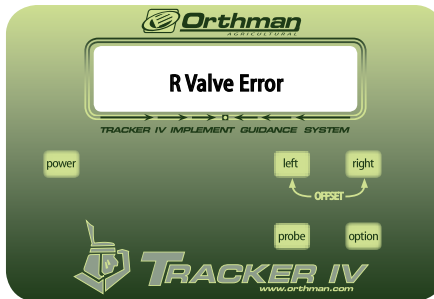 Orthman
AGRICULTURAL
R Valve Error
TRACKER IV IMPLEMENT GUIDANCE SYSTEM
power
left
right
OFFSET
probe
option
TRACKER IV
www.orthman.com